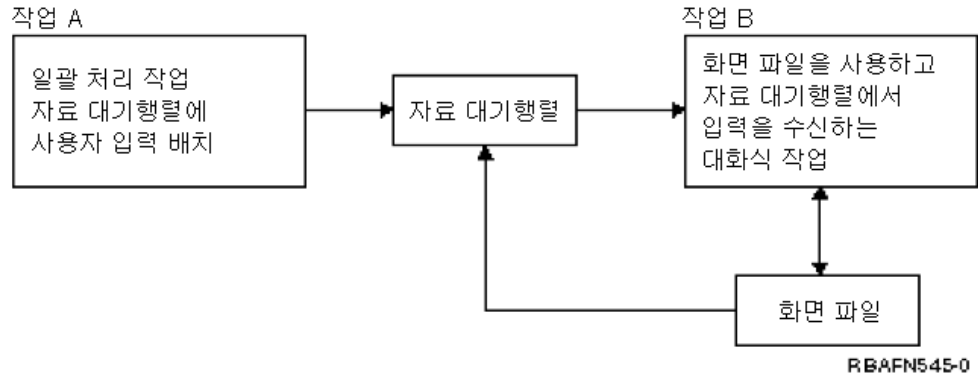 작업 A
일괄 처리 작업
자료 대기행렬에
사용자 입력 배치
자료 대기행렬
작업 B
화면 파일을 사용하고
자료 대기행렬에서
입력을 수신하는
대화식 작업
화면 파일
RBAFN545-0